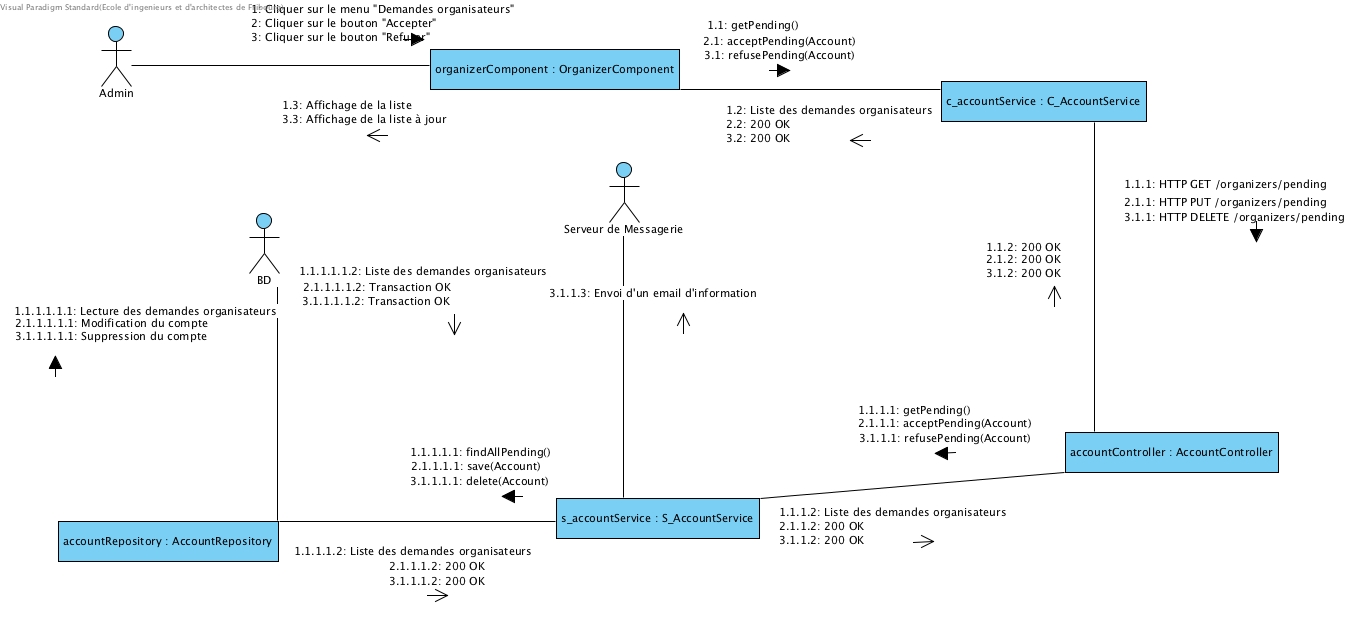 Visual Paradigm Standard(Ecole d'ingenieurs et d'architectes de Fribourg)
1: Cliquer sur le menu "Demandes organisateurs"
2: Cliquer sur le bouton "Accepter"
3: Cliquer sur le bouton "Refuser"
Admin
organizerComponent : OrganizerComponent
1.1: getPending()
2.1: acceptPending(Account)
3.1: refusePending(Account)
1.3: Affichage de la liste
3.3: Affichage de la liste à jour
1.2: Liste des demandes organisateurs
2.2: 200 OK
3.2: 200 OK
c_accountService : C_AccountService
1.1.1: HTTP GET /organizers/pending
2.1.1: HTTP PUT /organizers/pending
3.1.1: HTTP DELETE /organizers/pending
Serveur de Messagerie
BD
1.1.2: 200 OK
2.1.2: 200 OK
3.1.2: 200 OK
1.1.1.1.1.2: Liste des demandes organisateurs
2.1.1.1.1.2: Transaction OK
3.1.1.1.1.2: Transaction OK
3.1.1.3: Envoi d'un email d'information
1.1.1.1.1.1: Lecture des demandes organisateurs
2.1.1.1.1.1: Modification du compte
3.1.1.1.1.1: Suppression du compte
1.1.1.1: getPending()
2.1.1.1: acceptPending(Account)
3.1.1.1: refusePending(Account)
accountController : AccountController
1.1.1.1.1: findAllPending()
2.1.1.1.1: save(Account)
3.1.1.1.1: delete(Account)
s_accountService : S_AccountService
1.1.1.2: Liste des demandes organisateurs
2.1.1.2: 200 OK
3.1.1.2: 200 OK
accountRepository : AccountRepository
1.1.1.1.2: Liste des demandes organisateurs
2.1.1.1.2: 200 OK
3.1.1.1.2: 200 OK